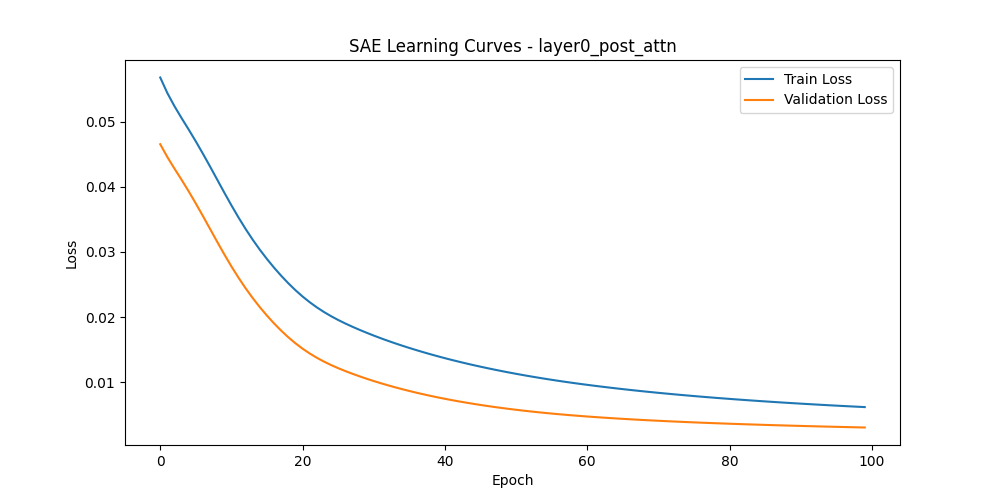 SAE Learning Curves - layer0_post_attn
Train Loss
Validation Loss
Loss
0.05
0.04
0.03
0.02
0.01
0 20 40 60 80 100
Epoch